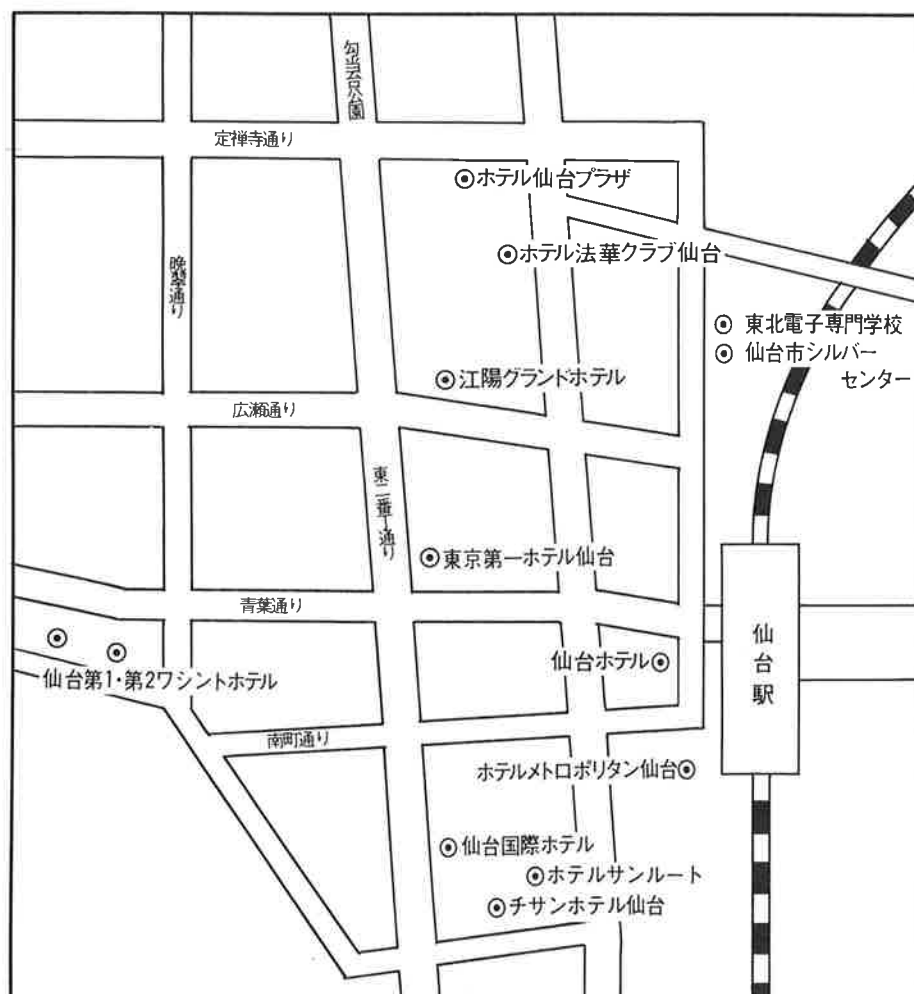 勾当台公園
定禅寺通り
ホテル仙台プラザ
ホテル法華クラブ仙台
晩翠通り
東北電子専門学校
仙台市シルバー
センター
江陽グランドホテル
広瀬通り
東二番丁通り
東京第一ホテル仙台
青葉通り
仙台駅
仙台ホテル
仙台第1・第2ワシントホテル
南町通り
ホテルメトロポリタン仙台
仙台国際ホテル
ホテルサンルート
チサンホテル仙台